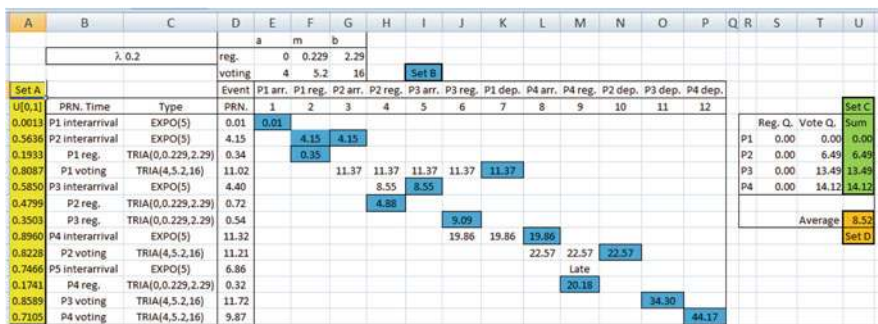 A B C D E F G H I J K L M N O P Q R S T U
a m b
λ 0.2 reg. 0 0.229 2.29
voting 4 5.2 16 Set B
Set A Event P1 arr. P1 reg. P2 arr. P2 reg. P3 arr. P3 reg. P1 dep. P4 arr. P4 reg. P2 dep. P3 dep. P4 dep.
U[0,1] PRN. Time Type PRN. 1 2 3 4 5 6 7 8 9 10 11 12 Set C
0.0013 P1 interarrival EXPO(5) 0.01 0.01 Reg. Q. Vote Q. Sum
0.5636 P2 interarrival EXPO(5) 4.15 4.15 4.15 P1 0.00 0.00 0.00
0.1933 P1 reg. TRIA(0,0.229,2.29) 0.34 0.35 P2 0.00 6.49 6.49
0.8087 P1 voting TRIA(4,5.2,16) 11.02 11.37 11.37 11.37 11.37 11.37 P3 0.00 13.49 13.49
0.5850 P3 interarrival EXPO(5) 4.40 8.55 8.55 P4 0.00 14.12 14.12
0.4799 P2 reg. TRIA(0,0.229,2.29) 0.72 4.88
0.3503 P3 reg. TRIA(0,0.229,2.29) 0.54 9.09 Average 8.52
0.8960 P4 interarrival EXPO(5) 11.32 19.86 19.86 19.86 Set D
0.8228 P2 voting TRIA(4,5.2,16) 11.21 22.57 22.57 22.57
0.7466 P5 interarrival EXPO(5) 6.86 Late
0.1741 P4 reg. TRIA(0,0.229,2.29) 0.32 20.18
0.8589 P3 voting TRIA(4,5.2,16) 11.72 34.30
0.7105 P4 voting TRIA(4,5.2,16) 9.87 44.17